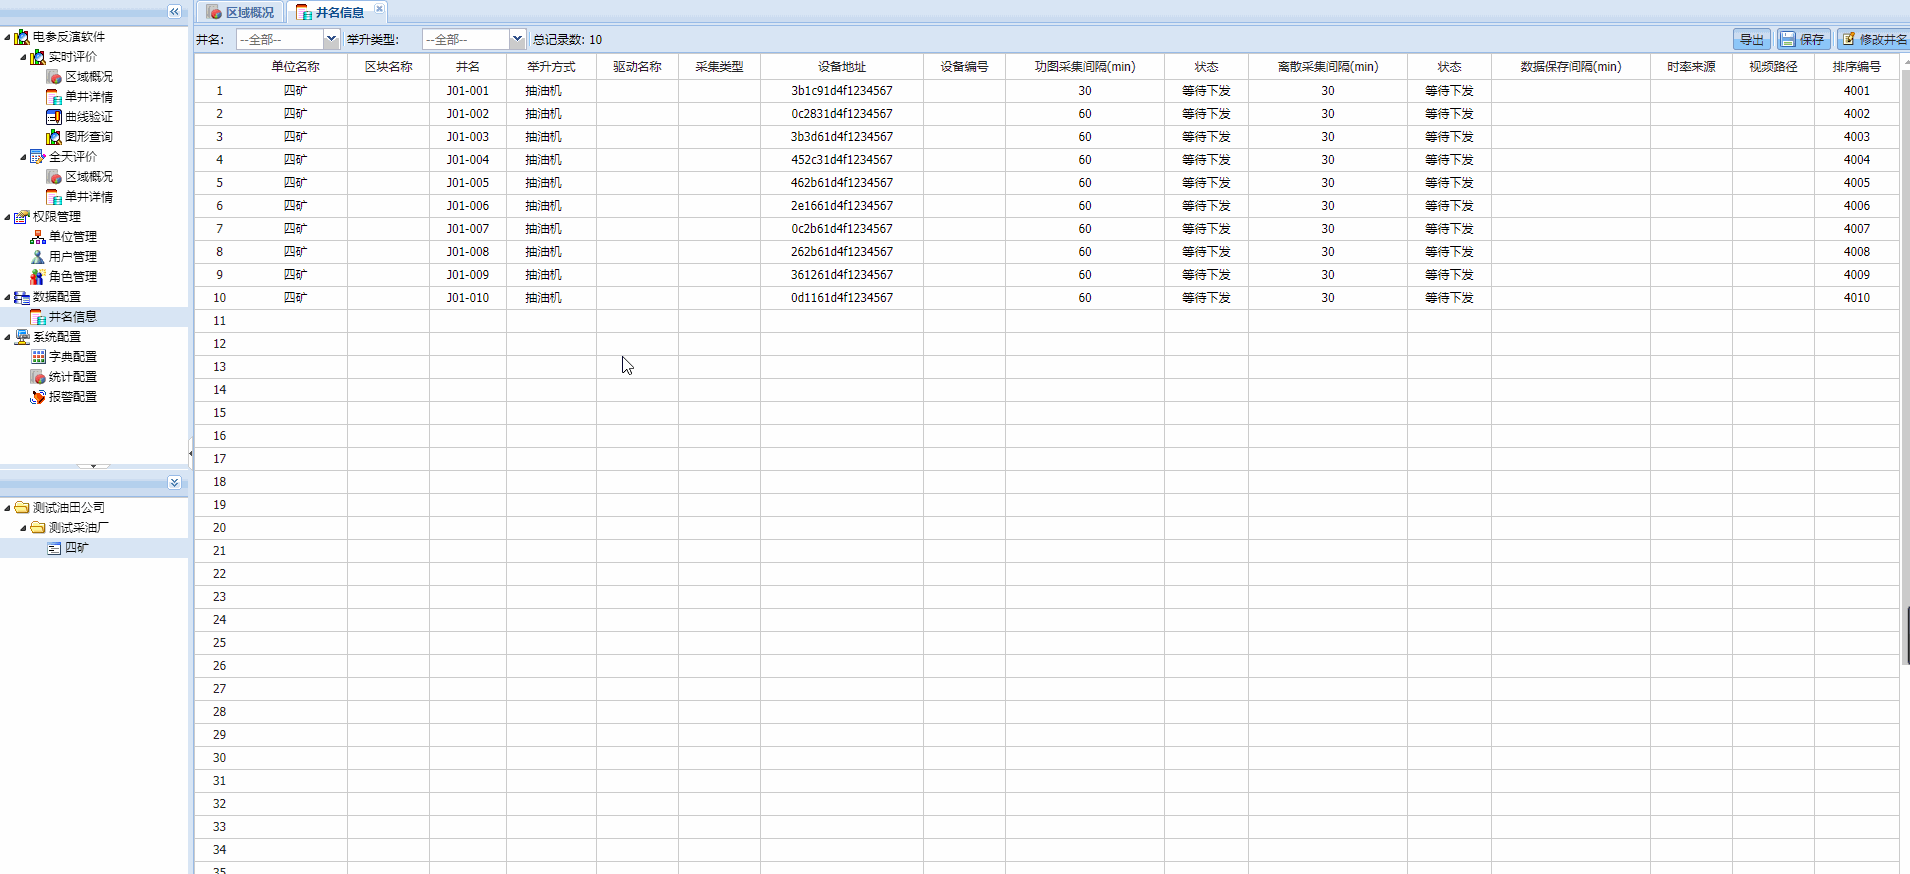 区域概况 井名信息
井名: --全部-- 举升类型: --全部-- 总记录数: 10 导出 保存 修改井名
电参反演软件
实时评价
区域概况
单井详情
曲线验证
图形查询
全天评价
区域概况
单井详情
权限管理
单位管理
用户管理
角色管理
数据配置
井名信息
系统配置
字典配置
统计配置
报警配置
测试油田公司
测试采油厂
四矿
单位名称 区块名称 井名 举升方式 驱动名称 采集类型 设备地址 设备编号 功图采集间隔(min) 状态 离散采集间隔(min) 状态 数据保存间隔(min) 时率来源 视频路径 排序编号
1 四矿 J01-001 抽油机 3b1c91d4f1234567 30 等待下发 30 等待下发 4001
2 四矿 J01-002 抽油机 0c2831d4f1234567 60 等待下发 30 等待下发 4002
3 四矿 J01-003 抽油机 3b3d61d4f1234567 60 等待下发 30 等待下发 4003
4 四矿 J01-004 抽油机 452c31d4f1234567 60 等待下发 30 等待下发 4004
5 四矿 J01-005 抽油机 462b61d4f1234567 60 等待下发 30 等待下发 4005
6 四矿 J01-006 抽油机 2e1661d4f1234567 60 等待下发 30 等待下发 4006
7 四矿 J01-007 抽油机 0c2b61d4f1234567 60 等待下发 30 等待下发 4007
8 四矿 J01-008 抽油机 262b61d4f1234567 60 等待下发 30 等待下发 4008
9 四矿 J01-009 抽油机 361261d4f1234567 60 等待下发 30 等待下发 4009
10 四矿 J01-010 抽油机 0d1161d4f1234567 60 等待下发 30 等待下发 4010
11
12
13
14
15
16
17
18
19
20
21
22
23
24
25
26
27
28
29
30
31
32
33
34
35